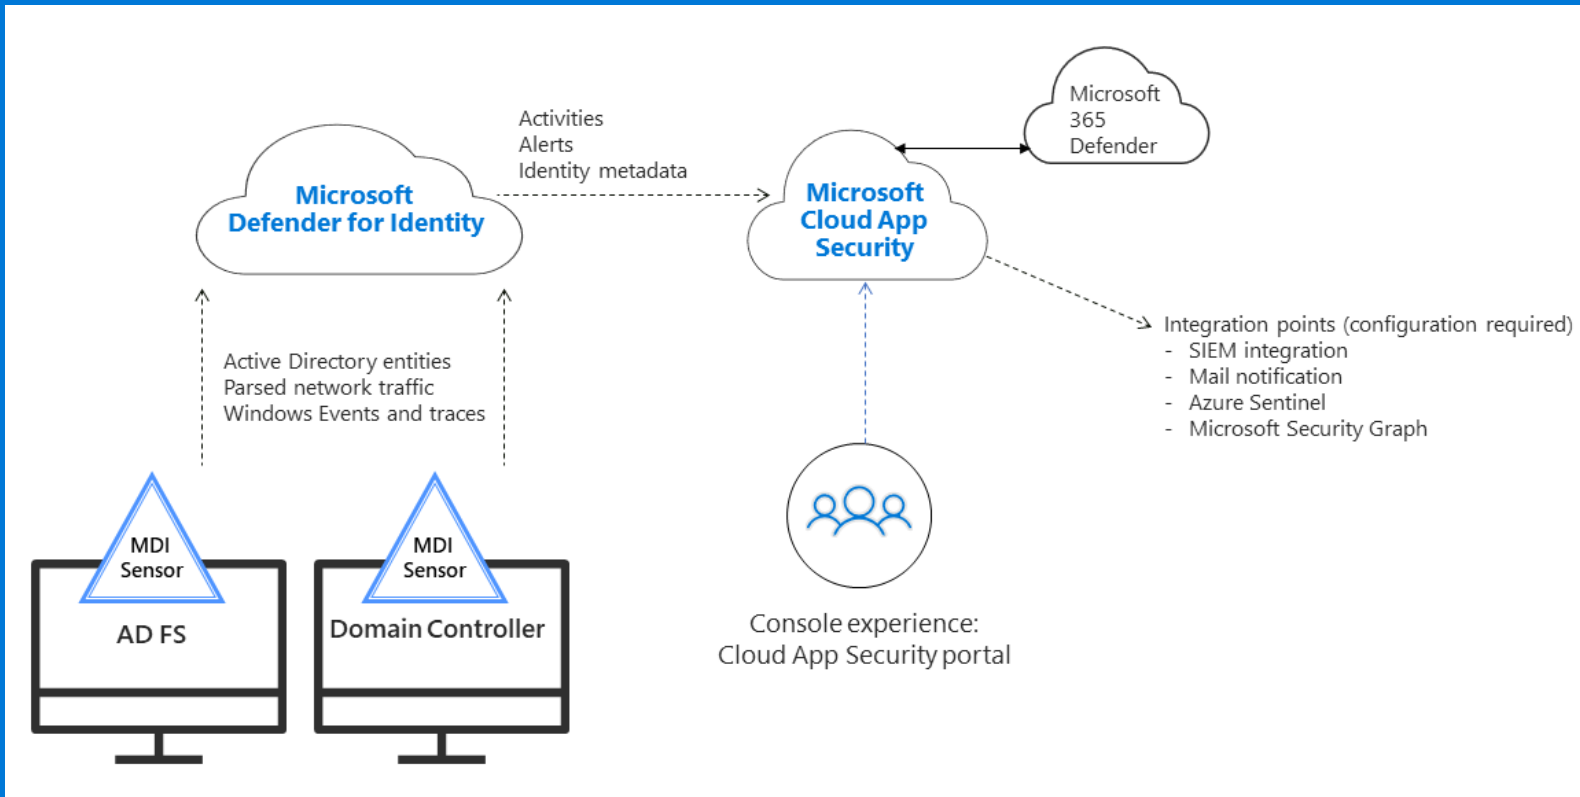 Microsoft
Defender for Identity
Activities
Alerts
Identity metadata
Microsoft
Cloud App
Security
Microsoft
365
Defender
Active Directory entities
Parsed network traffic
Windows Events and traces
Integration points (configuration required)
- SIEM integration
- Mail notification
- Azure Sentinel
- Microsoft Security Graph
MDI
Sensor
AD FS
MDI
Sensor
Domain Controller
Console experience:
Cloud App Security portal